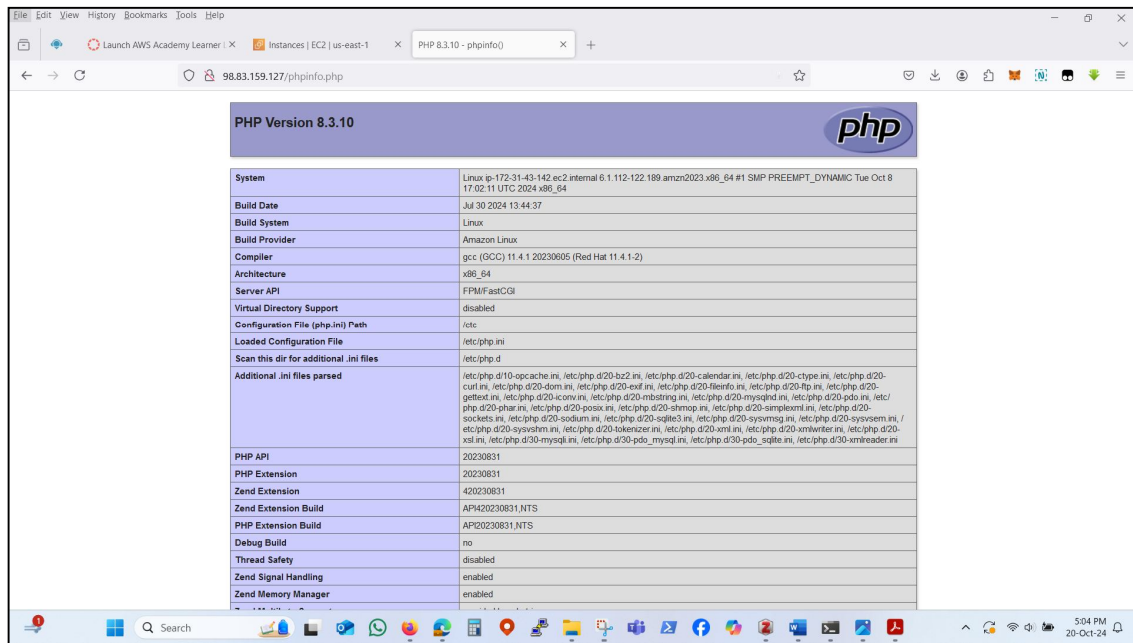 File Edit View History Bookmarks Tools Help
Launch AWS Academy Learner L
Instances | EC2 | us-east-1
PHP 8.3.10 - phpinfo()
98.83.159.127/phpinfo.php
PHP Version 8.3.10
php
System Linux ip-172-31-43-142.ec2.internal 6.1.112-122.189.amzn2023.x86_64 #1 SMP PREEMPT_DYNAMIC Tue Oct 8
17:02:11 UTC 2024 x86_64
Build Date Jul 30 2024 13:44:37
Build System Linux
Build Provider Amazon Linux
Compiler gcc (GCC) 11.4.1 20230605 (Red Hat 11.4.1-2)
Architecture x86_64
Server API FPM/FastCGI
Virtual Directory Support disabled
Configuration File (php.ini) Path /etc
Loaded Configuration File /etc/php.ini
Scan this dir for additional .ini files /etc/php.d
Additional .ini files parsed /etc/php.d/10-opcache.ini, /etc/php.d/20-bz2.ini, /etc/php.d/20-calendar.ini, /etc/php.d/20-ctype.ini, /etc/php.d/20-
curl.ini, /etc/php.d/20-dom.ini, /etc/php.d/20-exif.ini, /etc/php.d/20-fileinfo.ini, /etc/php.d/20-ftp.ini, /etc/php.d/20-
gettext.ini, /etc/php.d/20-iconv.ini, /etc/php.d/20-mbstring.ini, /etc/php.d/20-mysqlnd.ini, /etc/php.d/20-pdo.ini, /etc/
php.d/20-phar.ini, /etc/php.d/20-posix.ini, /etc/php.d/20-shmop.ini, /etc/php.d/20-simplexml.ini, /etc/php.d/20-
sockets.ini, /etc/php.d/20-sodium.ini, /etc/php.d/20-sqlite3.ini, /etc/php.d/20-sysvmsg.ini, /etc/php.d/20-sysvsem.ini, /
etc/php.d/20-sysvshm.ini, /etc/php.d/20-tokenizer.ini, /etc/php.d/20-xml.ini, /etc/php.d/20-xmlwriter.ini, /etc/php.d/20-
xsl.ini, /etc/php.d/30-mysqli.ini, /etc/php.d/30-pdo_mysql.ini, /etc/php.d/30-pdo_sqlite.ini, /etc/php.d/30-xmlreader.ini
PHP API 20230831
PHP Extension 20230831
Zend Extension 420230831
Zend Extension Build API420230831,NTS
PHP Extension Build API20230831,NTS
Debug Build no
Thread Safety disabled
Zend Signal Handling enabled
Zend Memory Manager enabled
Search
5:04 PM
20-Oct-24